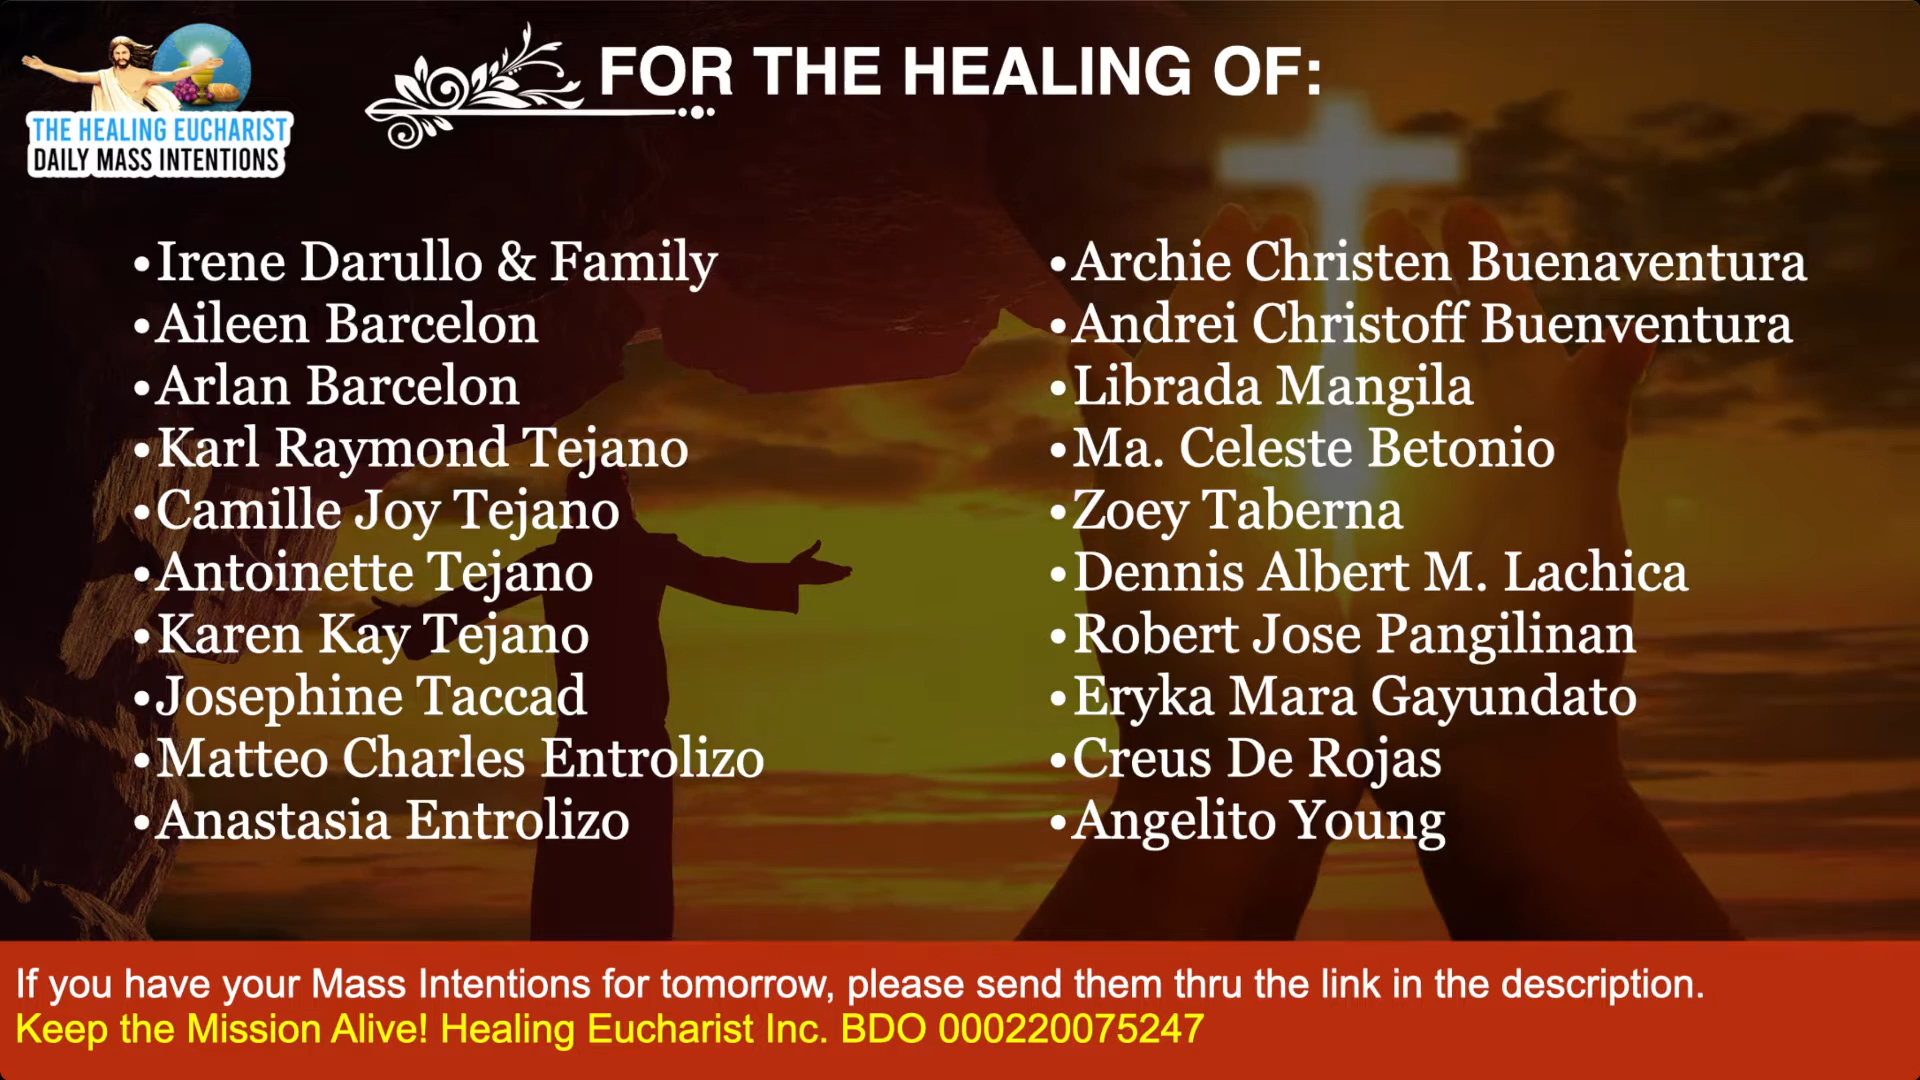 THE HEALING EUCHARIST
DAILY MASS INTENTIONS
FOR THE HEALING OF:
•Irene Darullo & Family
•Aileen Barcelon
•Arlan Barcelon
•Karl Raymond Tejano
•Camille Joy Tejano
•Antoinette Tejano
•Karen Kay Tejano
•Josephine Taccad
•Matteo Charles Entrolizo
•Anastasia Entrolizo
•Archie Christen Buenaventura
•Andrei Christoff Buenventura
•Librada Mangila
•Ma. Celeste Betonio
•Zoey Taberna
•Dennis Albert M. Lachica
•Robert Jose Pangilinan
•Eryka Mara Gayundato
•Creus De Rojas
•Angelito Young
If you have your Mass Intentions for tomorrow, please send them thru the link in the description.
Keep the Mission Alive! Healing Eucharist Inc. BDO 000220075247